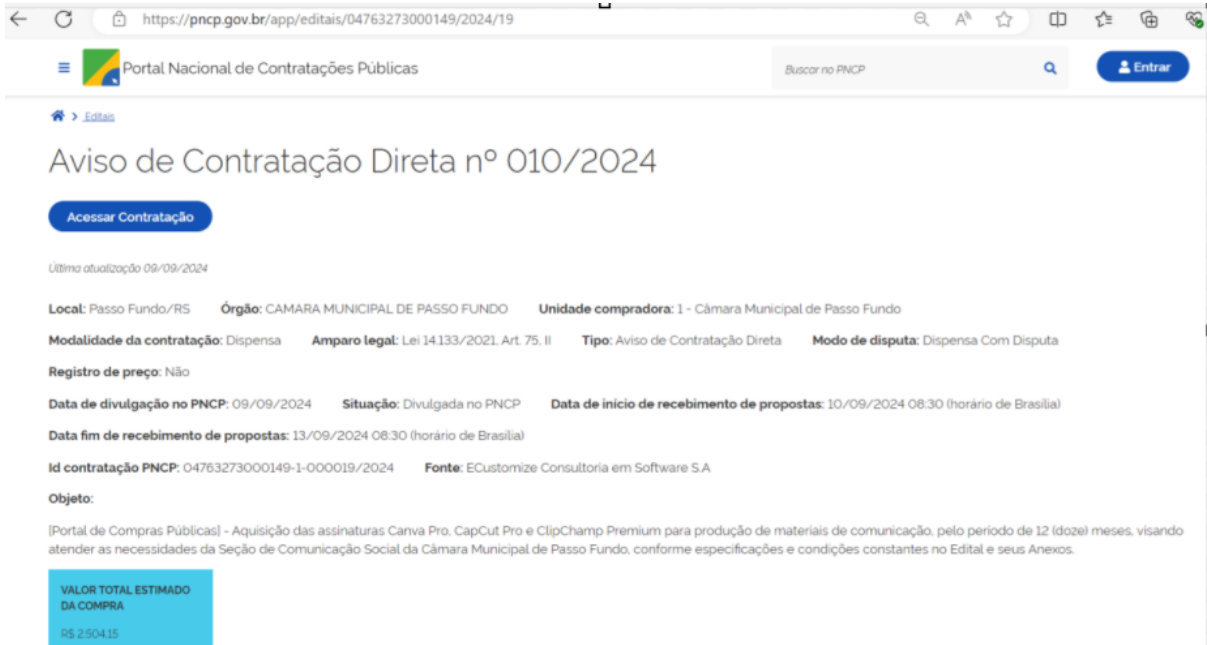 https://pncp.gov.br/app/editais/04763273000149/2024/19
Portal Nacional de Contratações Públicas
Buscar no PNCP
Entrar
Editais
Aviso de Contratação Direta nº 010/2024
Acessar Contratação
Última atualização 09/09/2024
Local: Passo Fundo/RS Órgão: CAMARA MUNICIPAL DE PASSO FUNDO Unidade compradora: 1 - Câmara Municipal de Passo Fundo
Modalidade da contratação: Dispensa Amparo legal: Lei 14.133/2021, Art. 75, II Tipo: Aviso de Contratação Direta Modo de disputa: Dispensa Com Disputa
Registro de preço: Não
Data de divulgação no PNCP: 09/09/2024 Situação: Divulgada no PNCP Data de início de recebimento de propostas: 10/09/2024 08:30 (horário de Brasília)
Data fim de recebimento de propostas: 13/09/2024 08:30 (horário de Brasília)
Id contratação PNCP: 04763273000149-1-000019/2024 Fonte: ECustomize Consultoria em Software S.A
Objeto:
[Portal de Compras Públicas] - Aquisição das assinaturas Canva Pro, CapCut Pro e ClipChamp Premium para produção de materiais de comunicação, pelo período de 12 (doze) meses, visando
atender as necessidades da Seção de Comunicação Social da Câmara Municipal de Passo Fundo, conforme especificações e condições constantes no Edital e seus Anexos.
VALOR TOTAL ESTIMADO
DA COMPRA
R$ 2.504,15